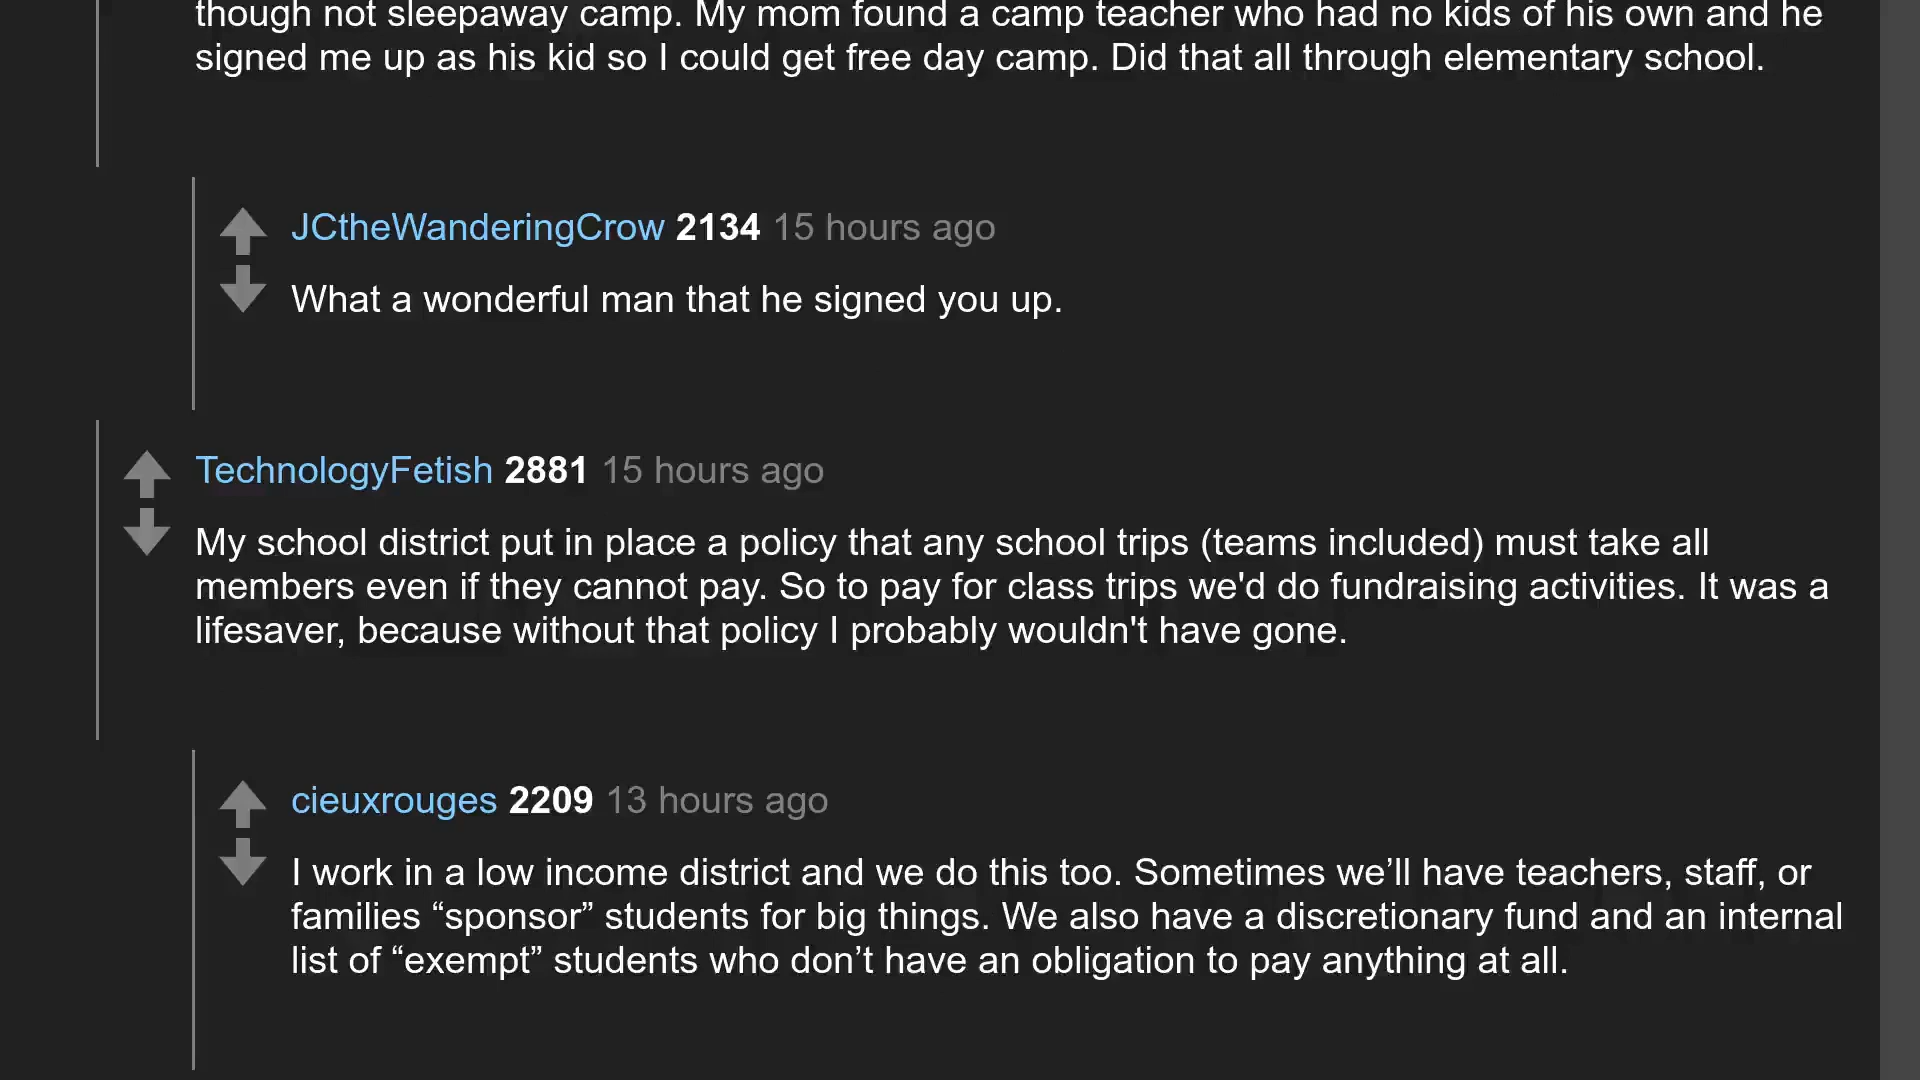 though not sleepaway camp. My mom found a camp teacher who had no kids of his own and he
signed me up as his kid so I could get free day camp. Did that all through elementary school.
JCtheWanderingCrow 2134 15 hours ago
What a wonderful man that he signed you up.
TechnologyFetish 2881 15 hours ago
My school district put in place a policy that any school trips (teams included) must take all
members even if they cannot pay. So to pay for class trips we'd do fundraising activities. It was a
lifesaver, because without that policy I probably wouldn't have gone.
cieuxrouges 2209 13 hours ago
I work in a low income district and we do this too. Sometimes we’ll have teachers, staff, or
families “sponsor” students for big things. We also have a discretionary fund and an internal
list of “exempt” students who don’t have an obligation to pay anything at all.